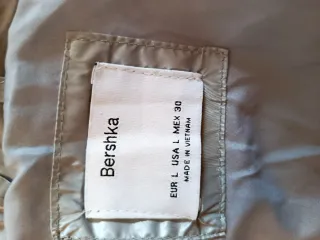 Bershka
EUR L USA L MEX 30
MADE IN VIETNAM